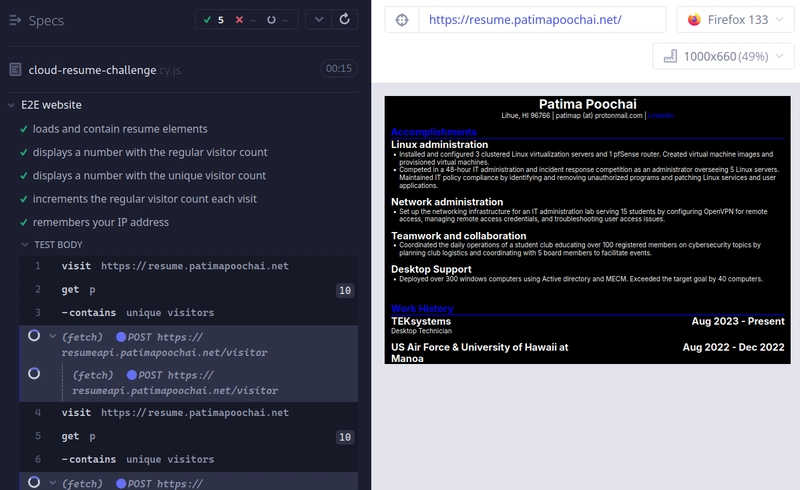 Specs
5
--
--
cloud-resume-challenge.cy.js
00:15
E2E website
loads and contain resume elements
displays a number with the regular visitor count
displays a number with the unique visitor count
increments the regular visitor count each visit
remembers your IP address
TEST BODY
1 visit https://resume.patimapoochai.net
2 get p 10
3 -contains unique visitors
(fetch) POST https://
resumeapi.patimapoochai.net/visitor
(fetch) POST https://
resumeapi.patimapoochai.net/visitor
4 visit https://resume.patimapoochai.net
5 get p 10
6 -contains unique visitors
(fetch) POST https://
https://resume.patimapoochai.net/
Firefox 133
1000x660 (49%)
Patima Poochai
Lihue, HI 96766 | patimap (at) protonmail.com | LinkedIn
Accomplishments
Linux administration
• Installed and configured 3 clustered Linux virtualization servers and 1 pfSense router. Created virtual machine images and
provisioned virtual machines.
• Competed in a 48-hour IT administration and incident response competition as an administrator overseeing 5 Linux servers.
Maintained IT policy compliance by identifying and removing unauthorized programs and patching Linux services and user
applications.
Network administration
• Set up the networking infrastructure for an IT administration lab serving 15 students by configuring OpenVPN for remote
access, managing remote access credentials, and troubleshooting user access issues.
Teamwork and collaboration
• Coordinated the daily operations of a student club educating over 100 registered members on cybersecurity topics by
planning club logistics and coordinating with 5 board members to facilitate events.
Desktop Support
• Deployed over 300 windows computers using Active directory and MECM. Exceeded the target goal by 40 computers.
Work History
TEKsystems Aug 2023 - Present
Desktop Technician
US Air Force & University of Hawaii at Aug 2022 - Dec 2022
Manoa